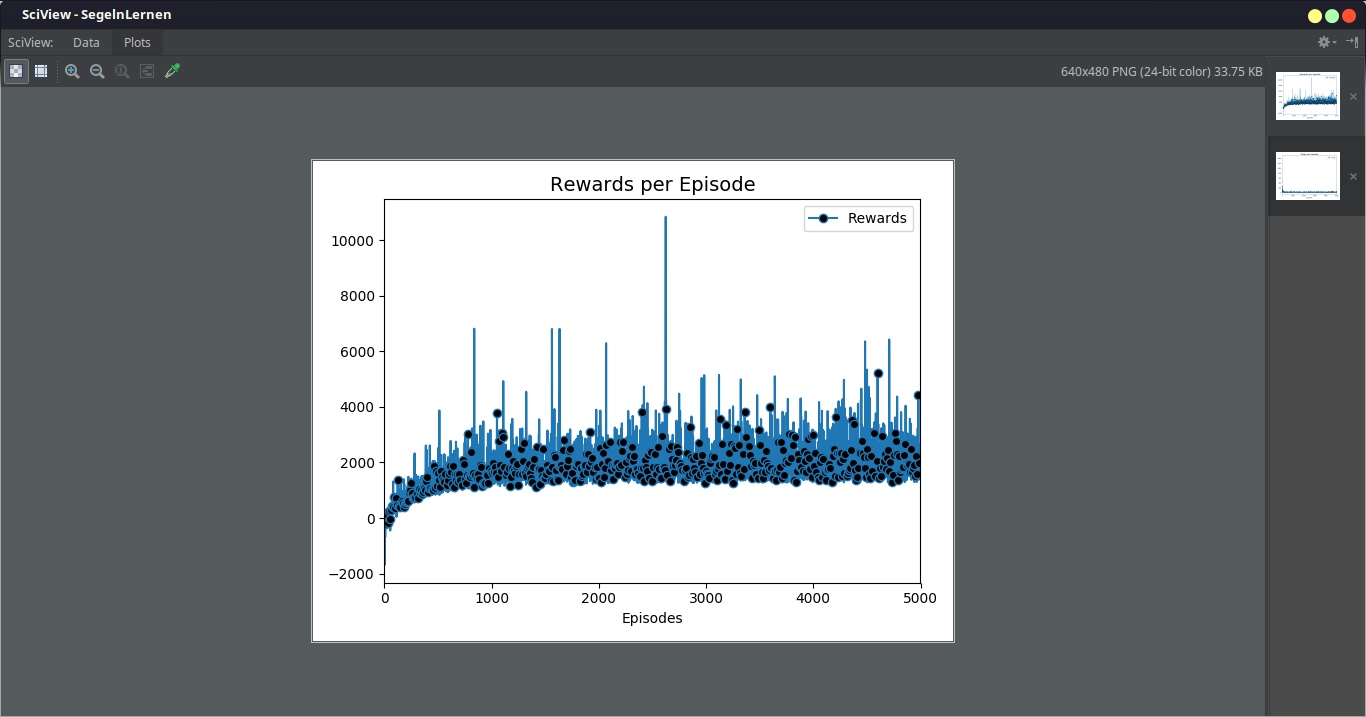 SciView - SegelnLernen
SciView: Data Plots
640x480 PNG (24-bit color) 33.75 KB
Rewards per Episode
Rewards
10000
8000
6000
4000
2000
0
−2000
0 1000 2000 3000 4000 5000
Episodes